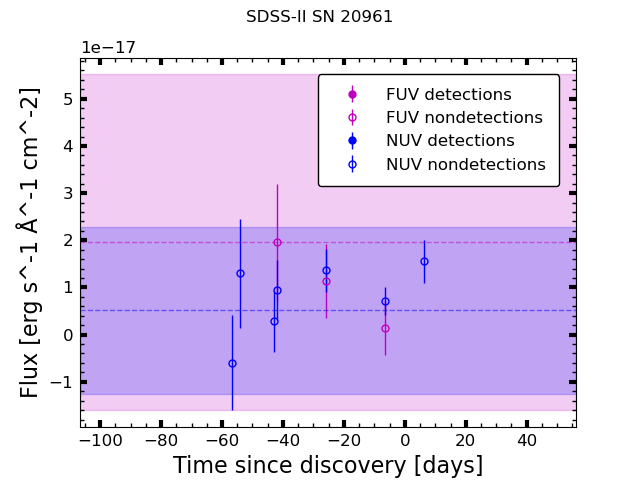 SDSS-II SN 20961
1e−17
FUV detections
FUV nondetections
NUV detections
NUV nondetections
5
4
3
2
1
0
−1
Flux [erg s^-1 Å^-1 cm^-2]
−100 −80 −60 −40 −20 0 20 40
Time since discovery [days]